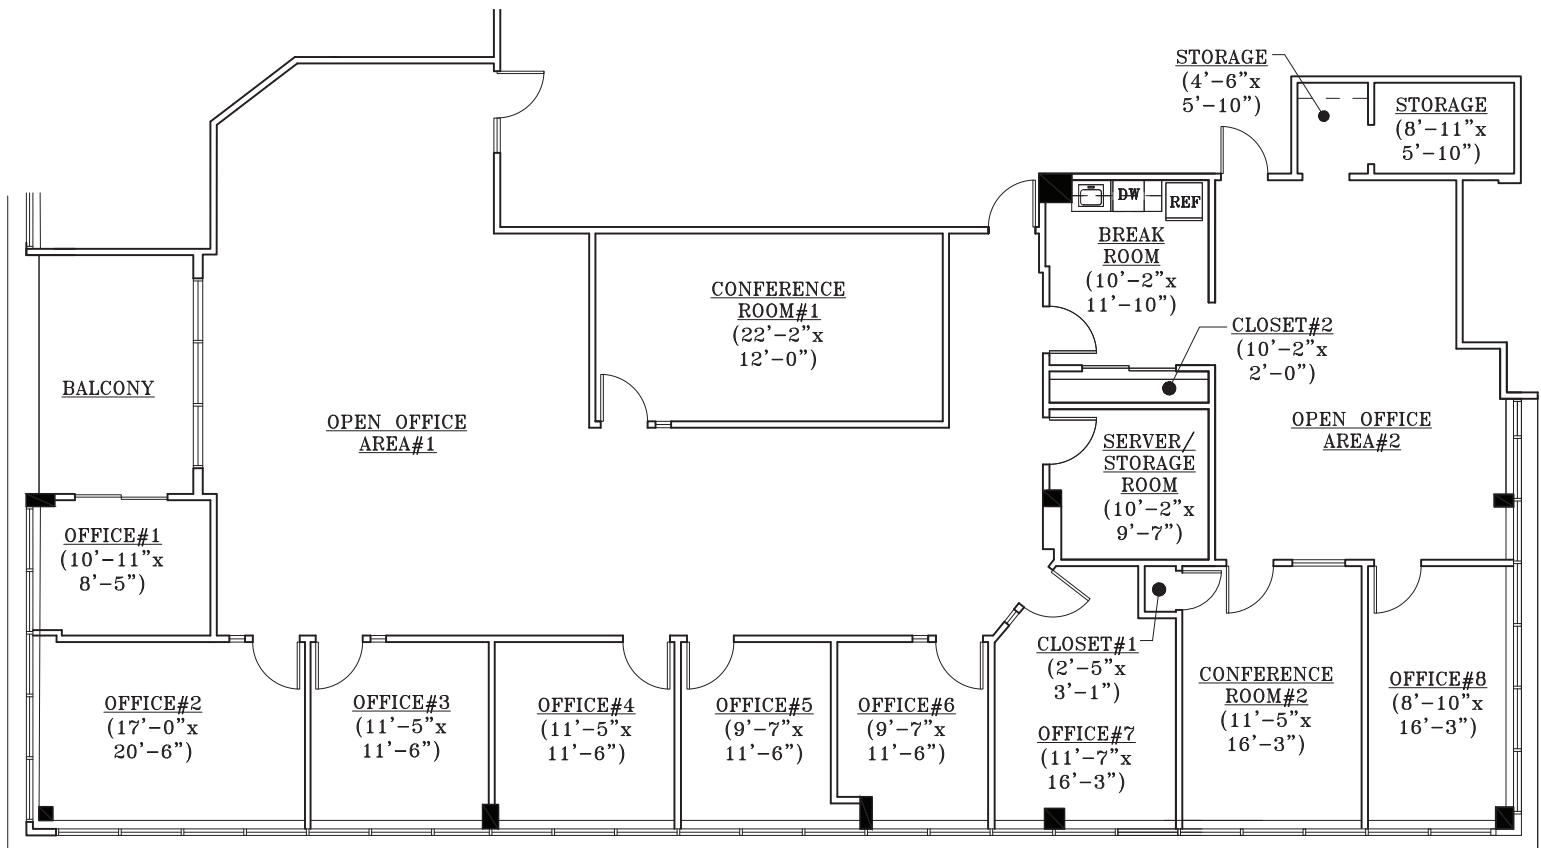 STORAGE
(4'-6"x
5'-10")
STORAGE
(8'-11"x
5'-10")
DW
REF
BREAK
ROOM
(10'-2"x
11'-10")
CONFERENCE
ROOM#1
(22'-2"x
12'-0")
CLOSET#2
(10'-2"x
2'-0")
BALCONY
OPEN OFFICE
AREA#1
OPEN OFFICE
AREA#2
SERVER/
STORAGE
ROOM
(10'-2"x
9'-7")
OFFICE#1
(10'-11"x
8'-5")
CLOSET#1
(2'-5"x
3'-1")
OFFICE#2
(17'-0"x
20'-6")
OFFICE#3
(11'-5"x
11'-6")
OFFICE#4
(11'-5"x
11'-6")
OFFICE#5
(9'-7"x
11'-6")
OFFICE#6
(9'-7"x
11'-6")
OFFICE#7
(11'-7"x
16'-3")
CONFERENCE
ROOM#2
(11'-5"x
16'-3")
OFFICE#8
(8'-10"x
16'-3")